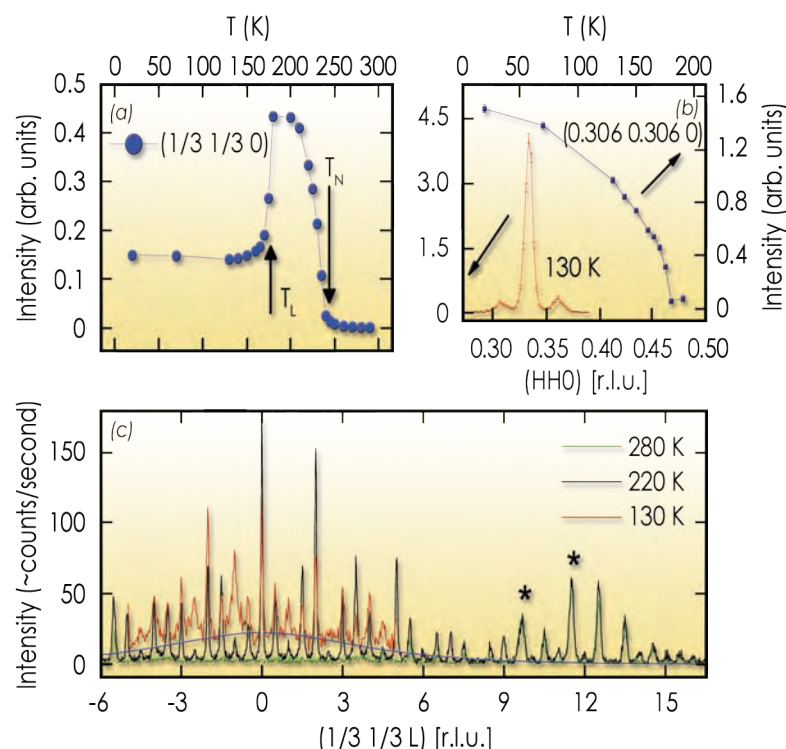 T (K)
0 50 100 150 200 250 300
Intensity (arb. units)
0.5
0.4
0.3
0.2
0.1
0
(a)
(1/3 1/3 0)
T_N
T_L
T (K)
0 50 100 150 200
(b)
4.5
3.0
1.5
0
Intensity (arb. units)
1.6
1.2
0.8
0.4
0
Intensity (arb. units)
(0.306 0.306 0)
130 K
0.30 0.35 0.40 0.45 0.50
(HH0) [r.l.u.]
(c)
Intensity (~counts/second)
150
100
50
0
280 K
220 K
130 K
* *
-6 -3 0 3 6 9 12 15
(1/3 1/3 L) [r.l.u.]